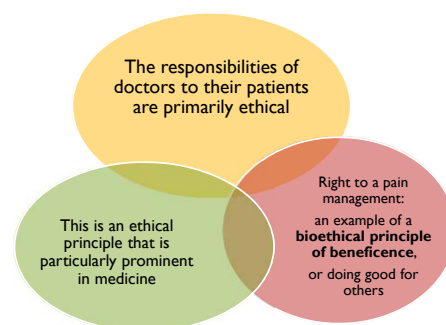 The responsibilities of
doctors to their patients
are primarily ethical
This is an ethical
principle that is
particularly prominent
in medicine
Right to a pain
management:
an example of a
bioethical principle
of beneficence,
or doing good for
others